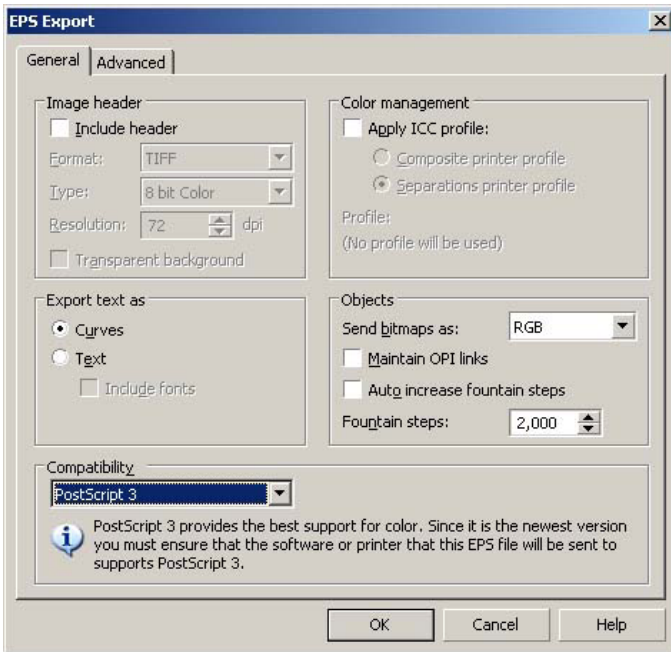 EPS Export
General
Advanced
Image header
Include header
Format: TIFF
Type: 8 bit Color
Resolution: 72 dpi
Transparent background
Color management
Apply ICC profile:
Composite printer profile
Separations printer profile
Profile:
(No profile will be used)
Export text as
Curves
Text
Include fonts
Objects
Send bitmaps as: RGB
Maintain OPI links
Auto increase fountain steps
Fountain steps: 2,000
Compatibility
PostScript 3
PostScript 3 provides the best support for color. Since it is the newest version
you must ensure that the software or printer that this EPS file will be sent to
supports PostScript 3.
OK
Cancel
Help